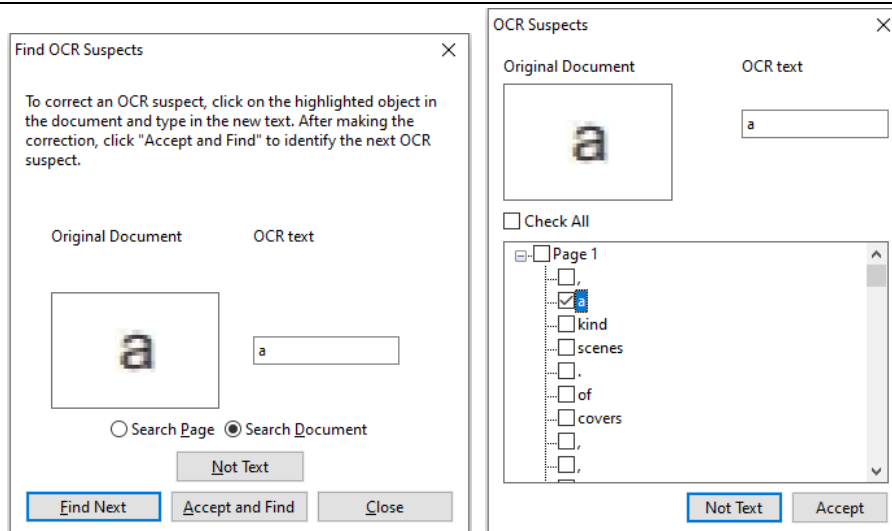 Find OCR Suspects
To correct an OCR suspect, click on the highlighted object in
the document and type in the new text. After making the
correction, click "Accept and Find" to identify the next OCR
suspect.
Original Document OCR text
a a
Search Page Search Document
Not Text
Find Next Accept and Find Close
OCR Suspects
Original Document OCR text
a a
Check All
Page 1
,
a
kind
scenes
.
of
covers
,
,
Not Text Accept